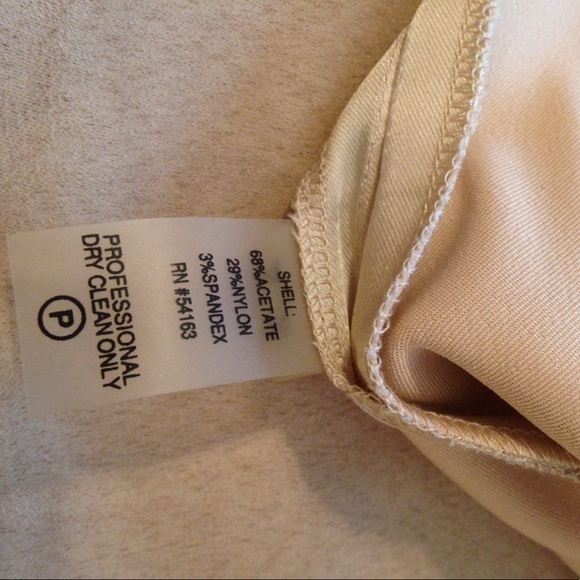 SHELL:
68%ACETATE
29%NYLON
3%SPANDEX
RN #54163
PROFESSIONAL
DRY CLEAN ONLY
P